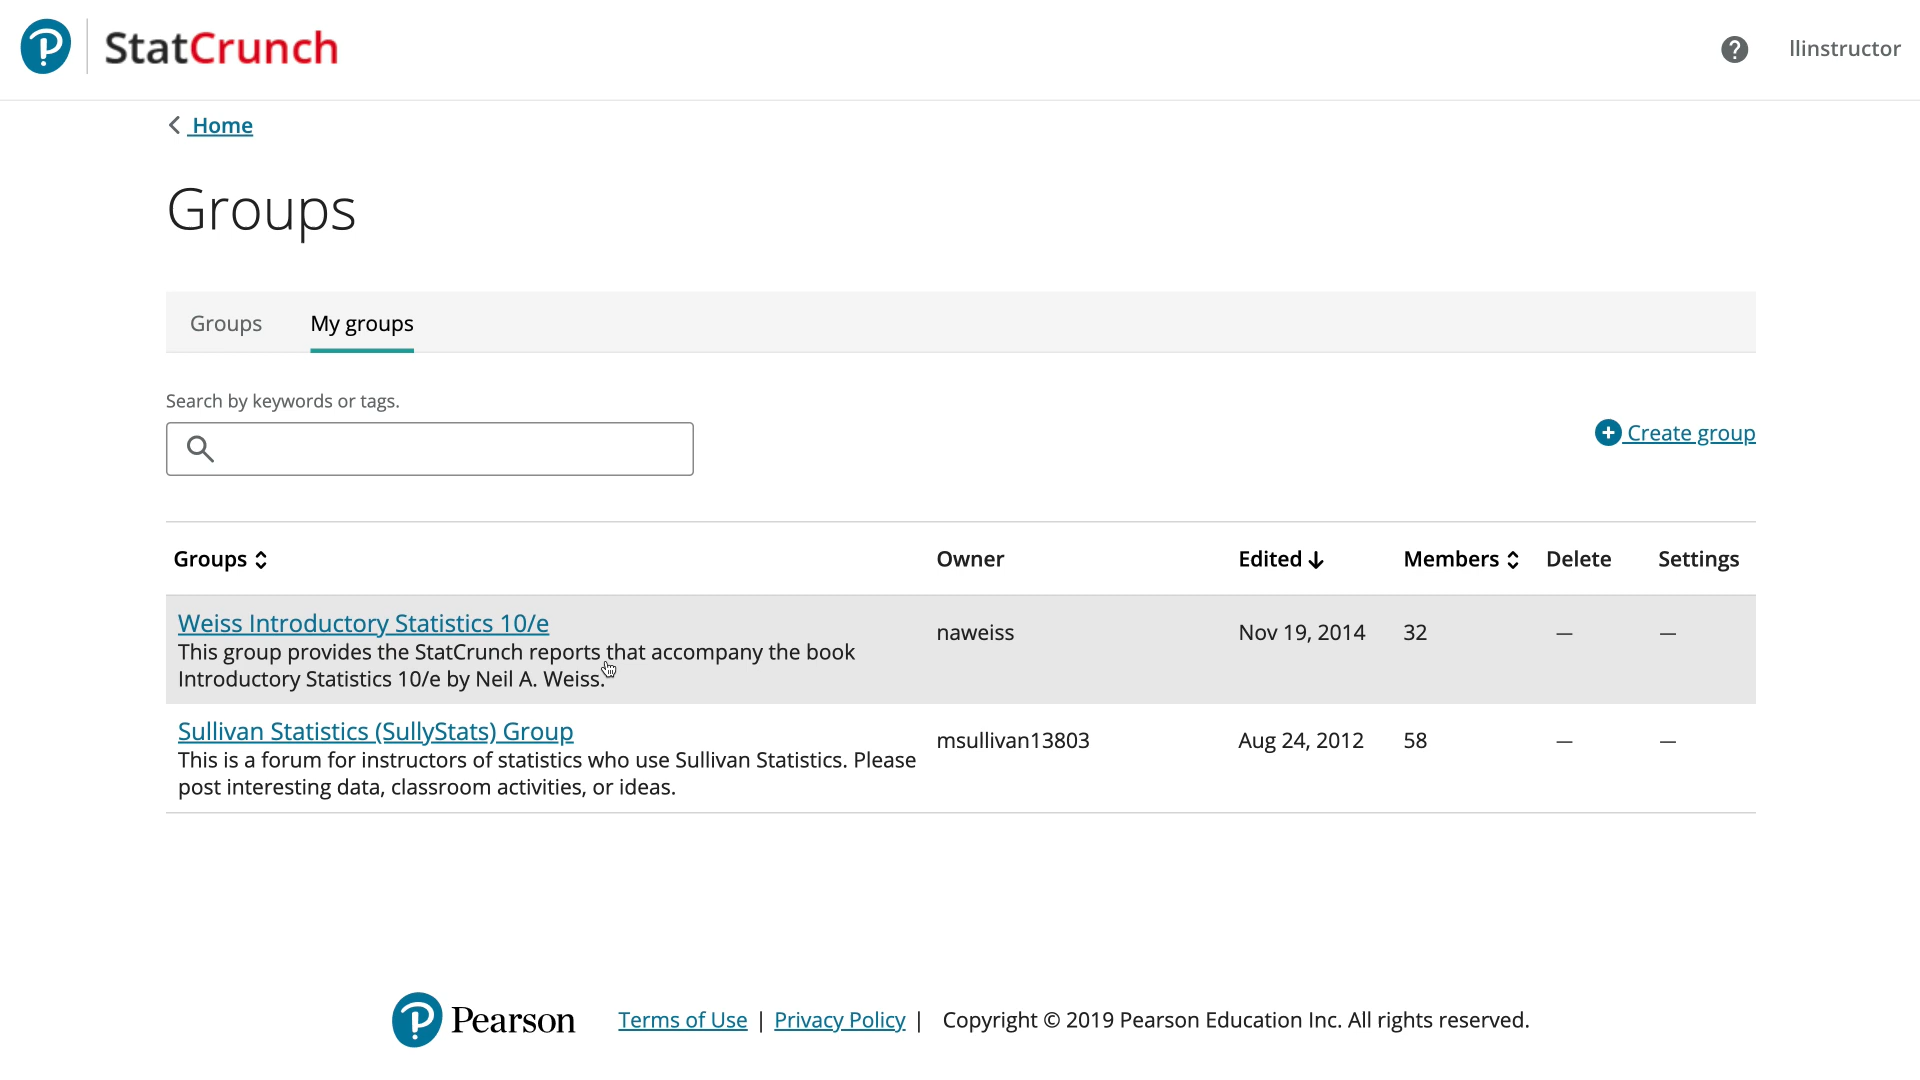 StatCrunch
? llinstructor
Home
Groups
Groups My groups
Search by keywords or tags.
Create group
Groups Owner Edited Members Delete Settings
Weiss Introductory Statistics 10/e
This group provides the StatCrunch reports that accompany the book
Introductory Statistics 10/e by Neil A. Weiss.
naweiss Nov 19, 2014 32 — —
Sullivan Statistics (SullyStats) Group
This is a forum for instructors of statistics who use Sullivan Statistics. Please
post interesting data, classroom activities, or ideas.
msullivan13803 Aug 24, 2012 58 — —
Pearson Terms of Use | Privacy Policy | Copyright © 2019 Pearson Education Inc. All rights reserved.